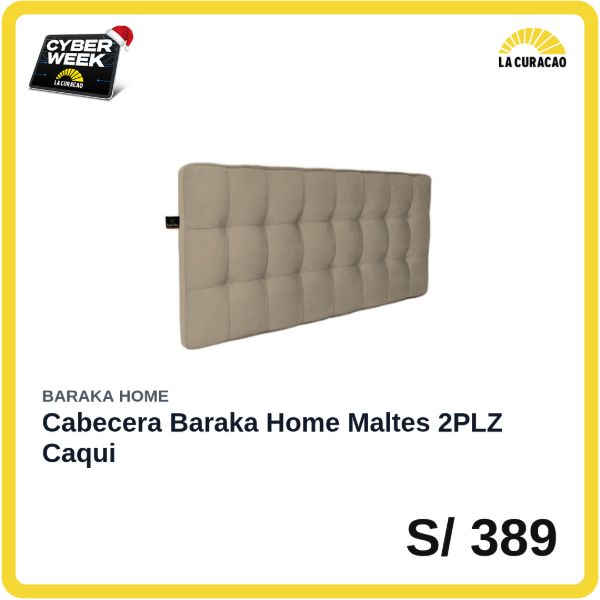 CYBER
WEEK
LA CURACAO
LA CURACAO
BARAKA HOME
Cabecera Baraka Home Maltes 2PLZ
Caqui
S/ 389